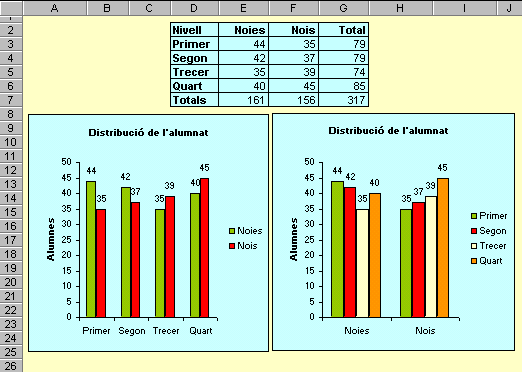 A B C D E F G H I J
1
2 Nivell Noies Nois Total
3 Primer 44 35 79
4 Segon 42 37 79
5 Trecer 35 39 74
6 Quart 40 45 85
7 Totals 161 156 317
8
9
10
11
12
13
14
15
16
17
18
19
20
21
22
23
24
25
26
Distribució de l'alumnat
Alumnes
50
45
40
35
30
25
20
15
10
5
0
44 35 42 37 35 39 40 45
Primer Segon Trecer Quart
Noies
Nois
Distribució de l'alumnat
Alumnes
50
45
40
35
30
25
20
15
10
5
0
44 42 35 40 35 37 39 45
Noies Nois
Primer
Segon
Trecer
Quart